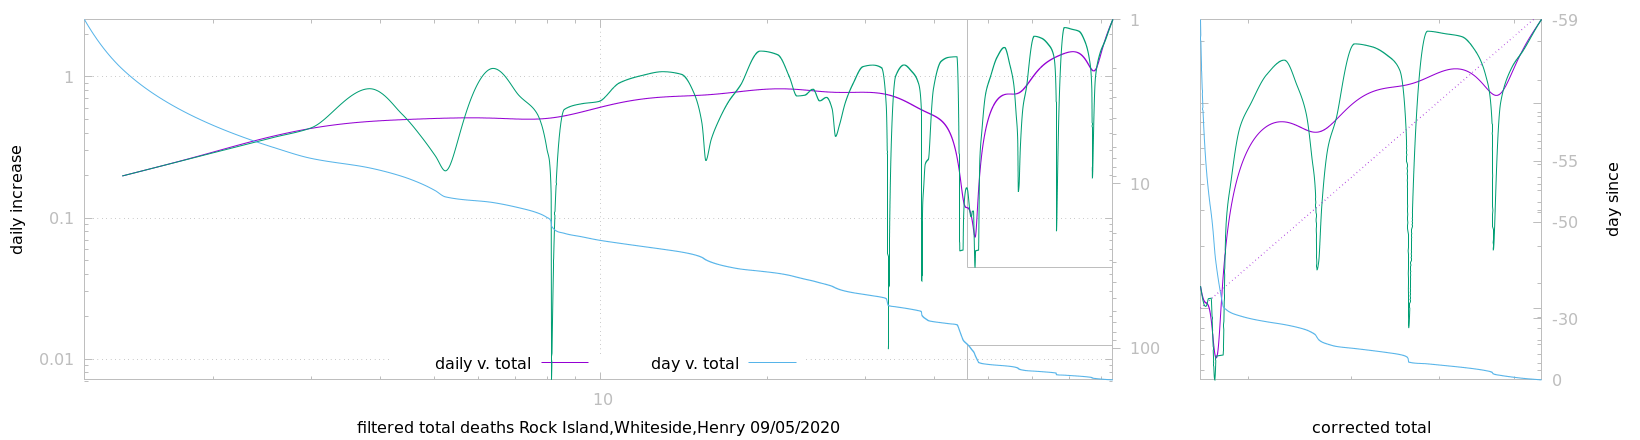 1
0.1
0.01
daily increase
10
filtered total deaths Rock Island,Whiteside,Henry 09/05/2020
daily v. total
day v. total
1
10
100
-59
-55
-50
-30
0
day since
corrected total